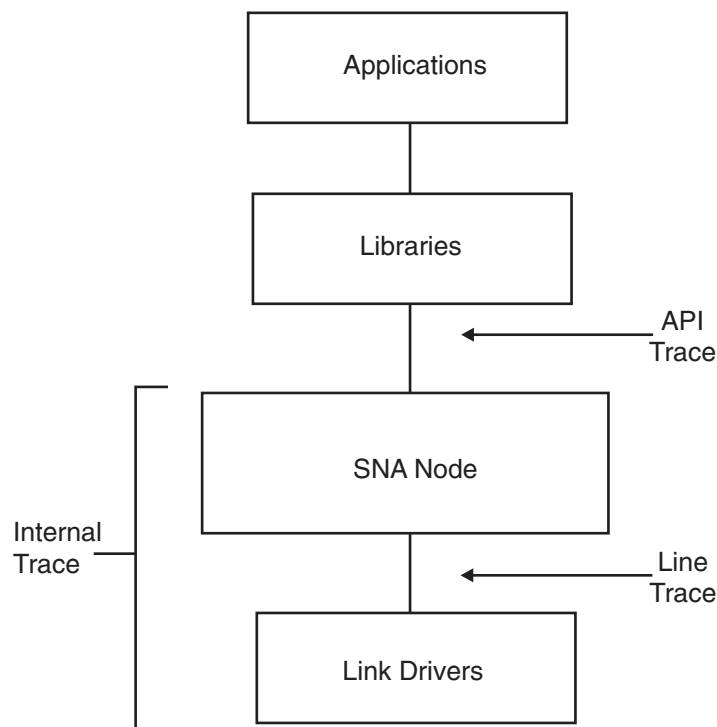 Applications
Libraries
API
Trace
SNA Node
Internal
Trace
Line
Trace
Link Drivers